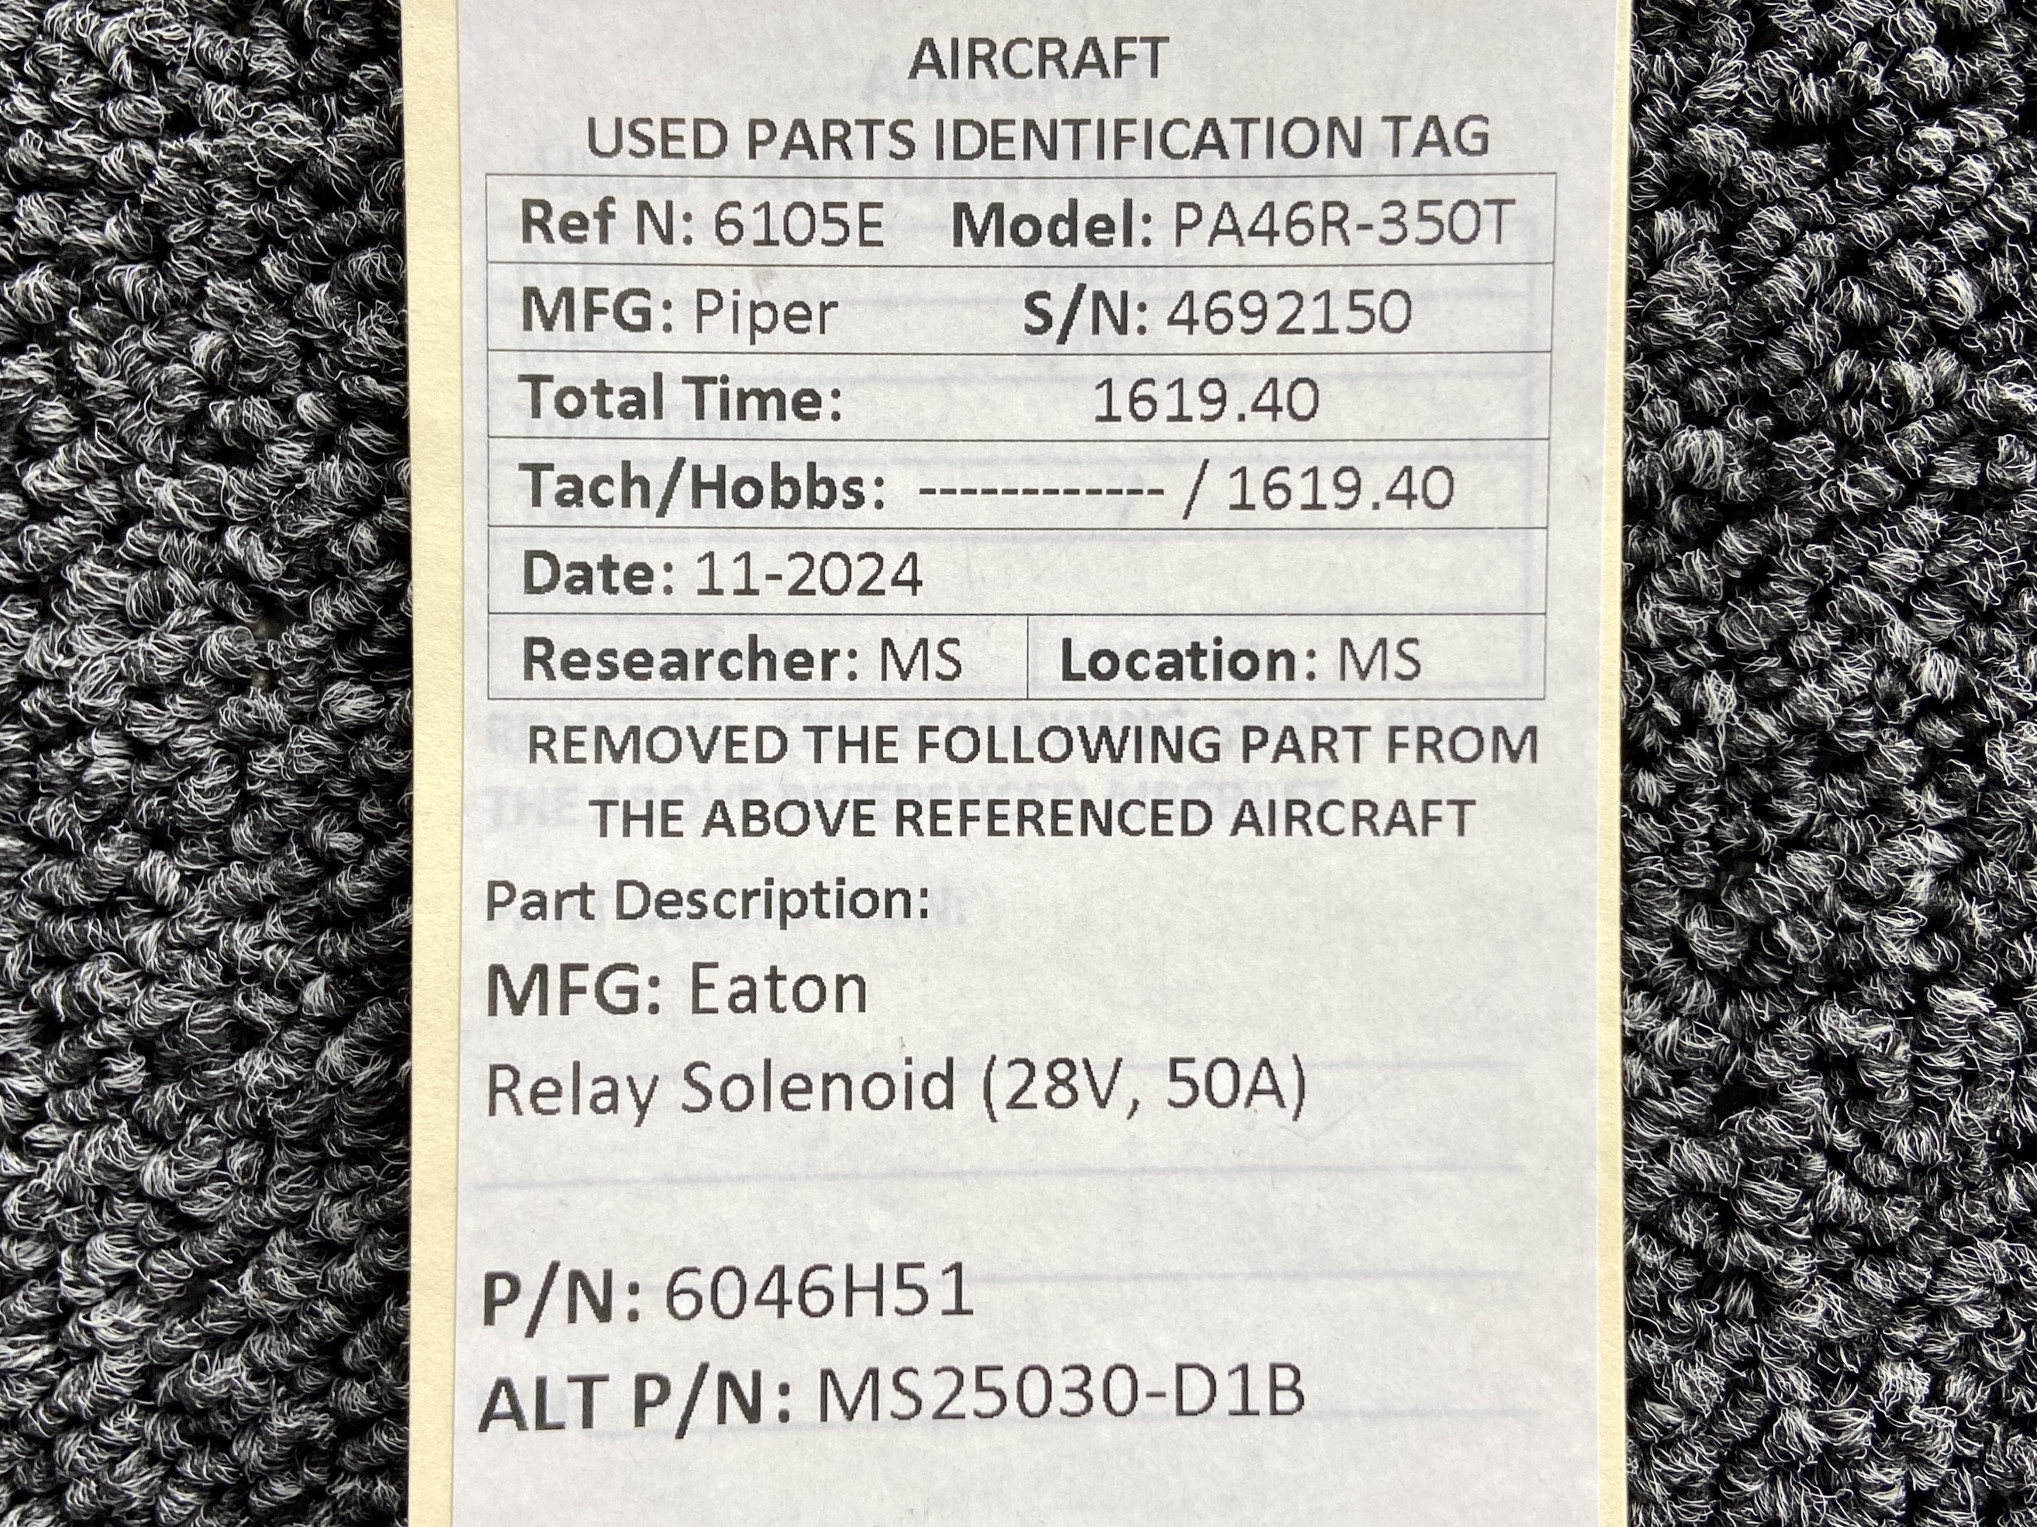 AIRCRAFT
USED PARTS IDENTIFICATION TAG
Ref N: 6105E Model: PA46R-350T
MFG: Piper S/N: 4692150
Total Time: 1619.40
Tach/Hobbs: ------------ / 1619.40
Date: 11-2024
Researcher: MS Location: MS
REMOVED THE FOLLOWING PART FROM
THE ABOVE REFERENCED AIRCRAFT
Part Description:
MFG: Eaton
Relay Solenoid (28V, 50A)
P/N: 6046H51
ALT P/N: MS25030-D1B